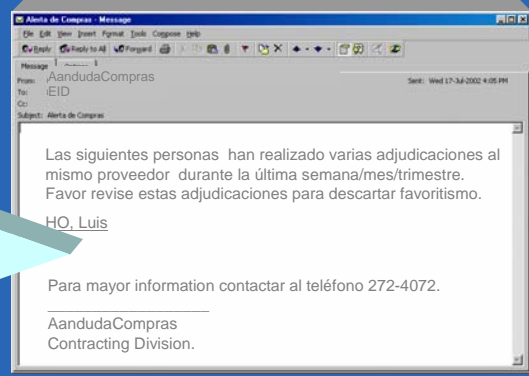 Alerta de Compras - Message
File Edit View Insert Format Tools Compose Help
Reply Reply to All Forward
Message Options
From: AandudaCompras Sent: Wed 17-Jul-2002 4:05 PM
To: EID
Cc:
Subject: Alerta de Compras
Las siguientes personas han realizado varias adjudicaciones al
mismo proveedor durante la última semana/mes/trimestre.
Favor revise estas adjudicaciones para descartar favoritismo.
HO, Luis
Para mayor information contactar al teléfono 272-4072.
AandudaCompras
Contracting Division.